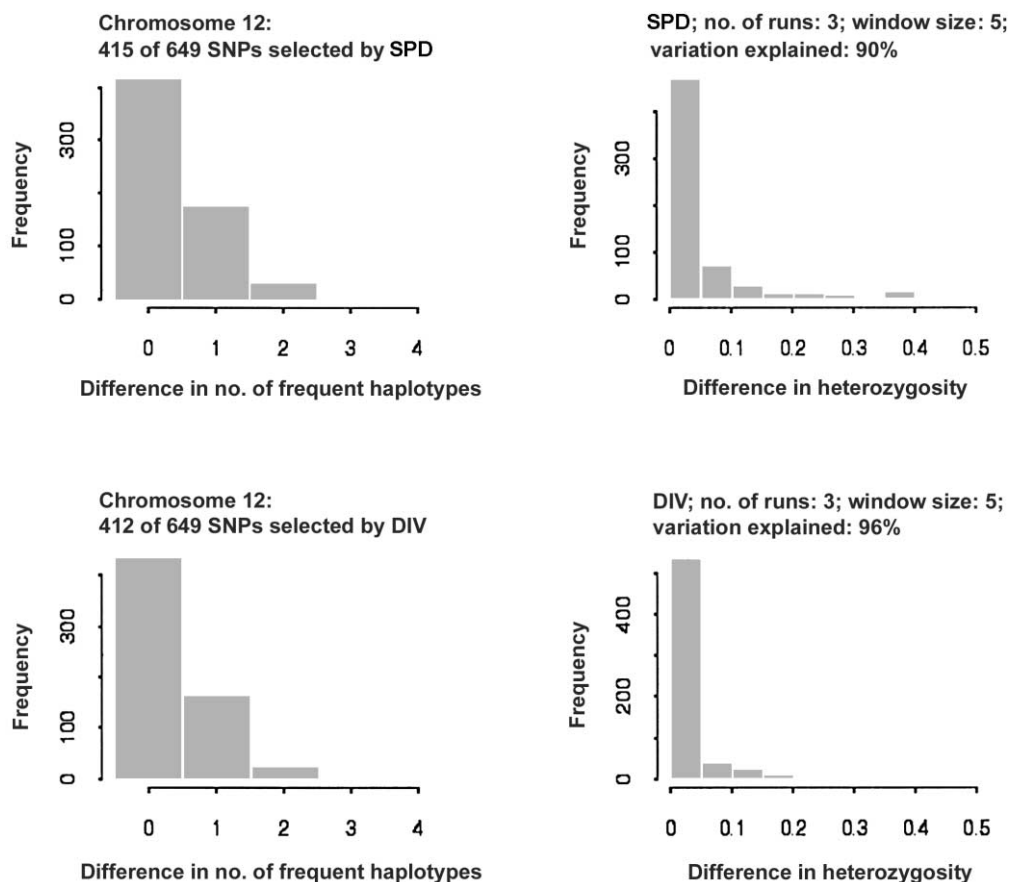 Chromosome 12:
415 of 649 SNPs selected by SPD
Frequency
300
100
0
0 1 2 3 4
Difference in no. of frequent haplotypes
SPD; no. of runs: 3; window size: 5;
variation explained: 90%
Frequency
300
100
0
0 0.1 0.2 0.3 0.4 0.5
Difference in heterozygosity
Chromosome 12:
412 of 649 SNPs selected by DIV
Frequency
300
100
0
0 1 2 3 4
Difference in no. of frequent haplotypes
DIV; no. of runs: 3; window size: 5;
variation explained: 96%
Frequency
400
200
0
0 0.1 0.2 0.3 0.4 0.5
Difference in heterozygosity